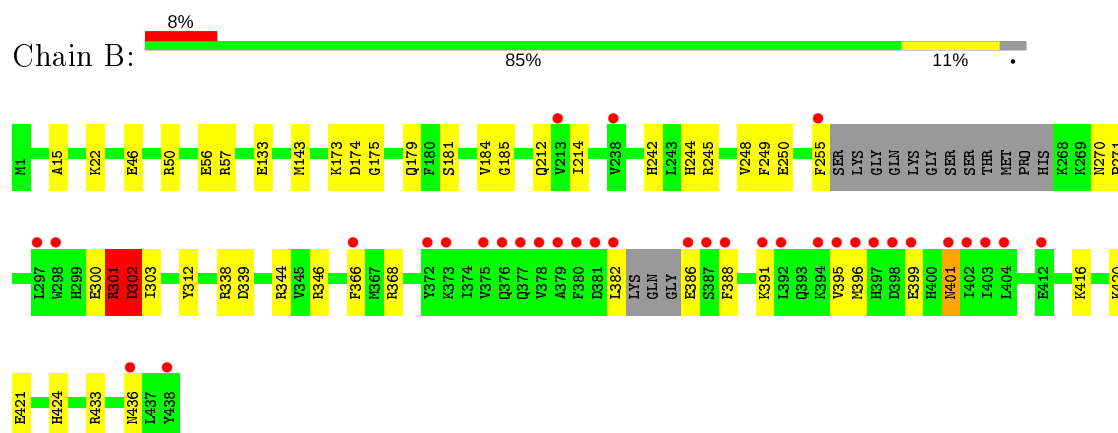 8%
Chain B:
85% 11% •
M1 A15 K22 E46 R50 E56 R57 E133 M143 K173 D174 G175 Q179 F180 S181 V184 G185 Q212 V213 I214 V238 H242 L243 H244 R245 V248 F249 E250 F255 SER LYS GLY GLN LYS GLY SER SER THR MET PRO HIS K268 K269 N270
L297 W298 H299 E300 R301 D302 I303 Y312 R338 D339 R344 V345 R346 F366 M367 R368 Y372 K373 I374 V375 Q376 Q377 V378 A379 F380 D381 L382 LYS GLN GLY E386 S387 F388 K391 L392 Q393 K394 V395 M396 H397 D398 E399 H400 N401 I402 I403 L404 E412 K416
E421 H424 R433 N436 L437 Y438